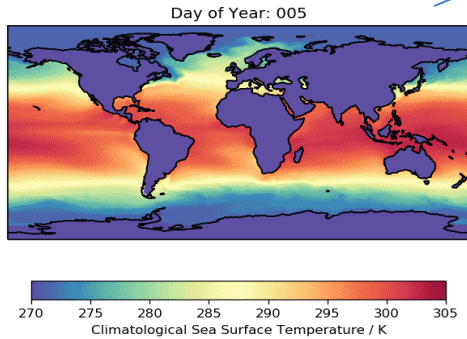 Day of Year: 005
270 275 280 285 290 295 300 305
Climatological Sea Surface Temperature / K